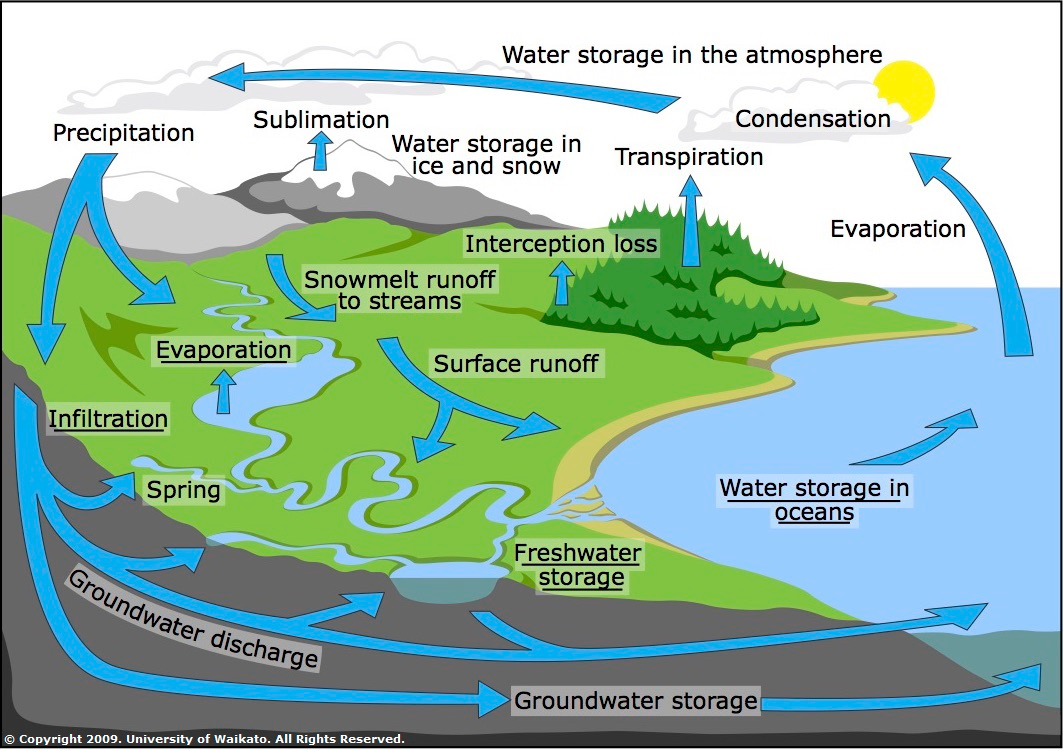 Water storage in the atmosphere
Condensation
Precipitation
Sublimation
Water storage in
ice and snow
Transpiration
Evaporation
Interception loss
Snowmelt runoff
to streams
Evaporation
Surface runoff
Infiltration
Spring
Water storage in
oceans
Freshwater
storage
Groundwater discharge
Groundwater storage
© Copyright 2009. University of Waikato. All Rights Reserved.